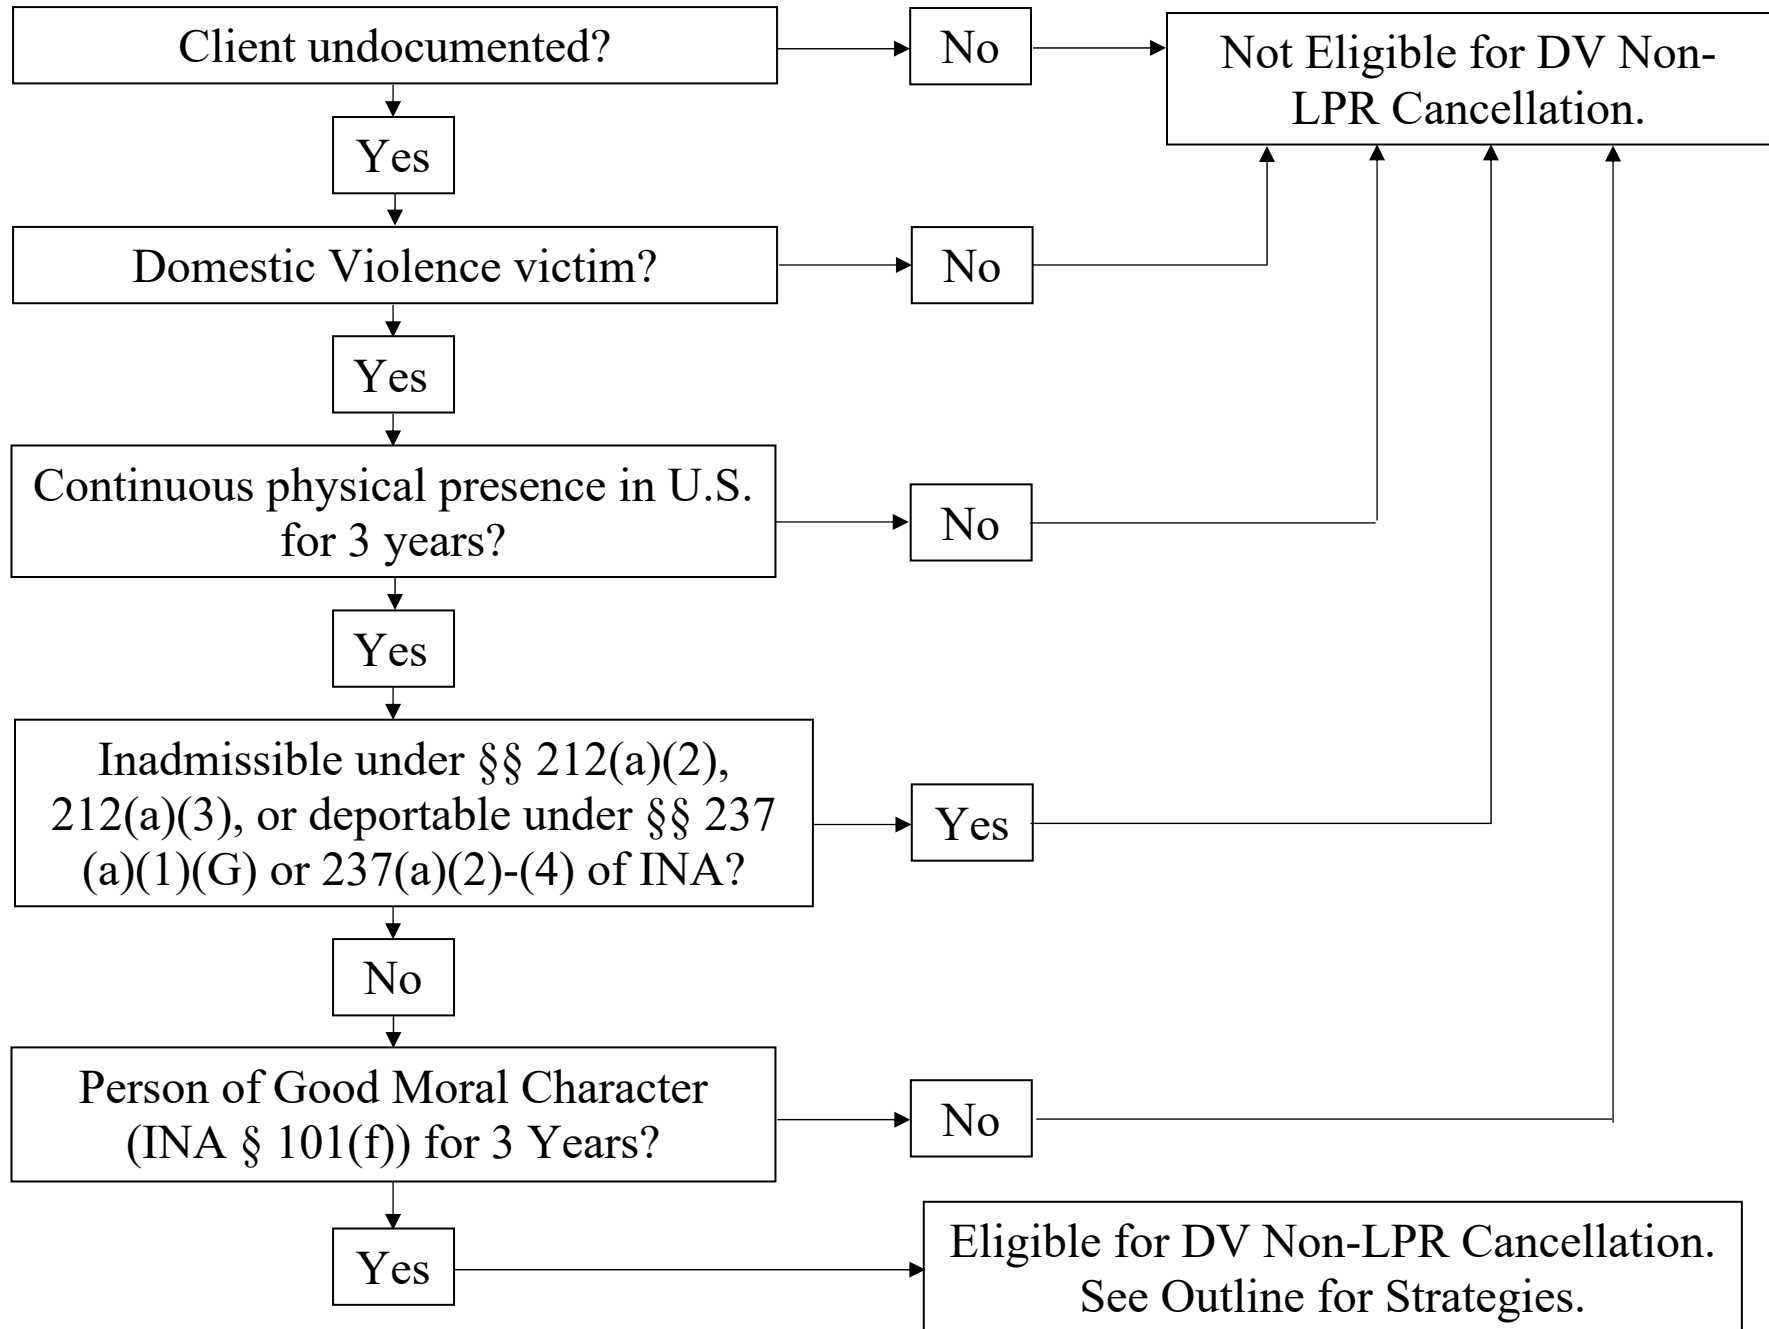 Client undocumented?
No
Not Eligible for DV Non-
LPR Cancellation.
Yes
Domestic Violence victim?
No
Yes
Continuous physical presence in U.S.
for 3 years?
No
Yes
Inadmissible under §§ 212(a)(2),
212(a)(3), or deportable under §§ 237
(a)(1)(G) or 237(a)(2)-(4) of INA?
Yes
No
Person of Good Moral Character
(INA § 101(f)) for 3 Years?
No
Yes
Eligible for DV Non-LPR Cancellation.
See Outline for Strategies.